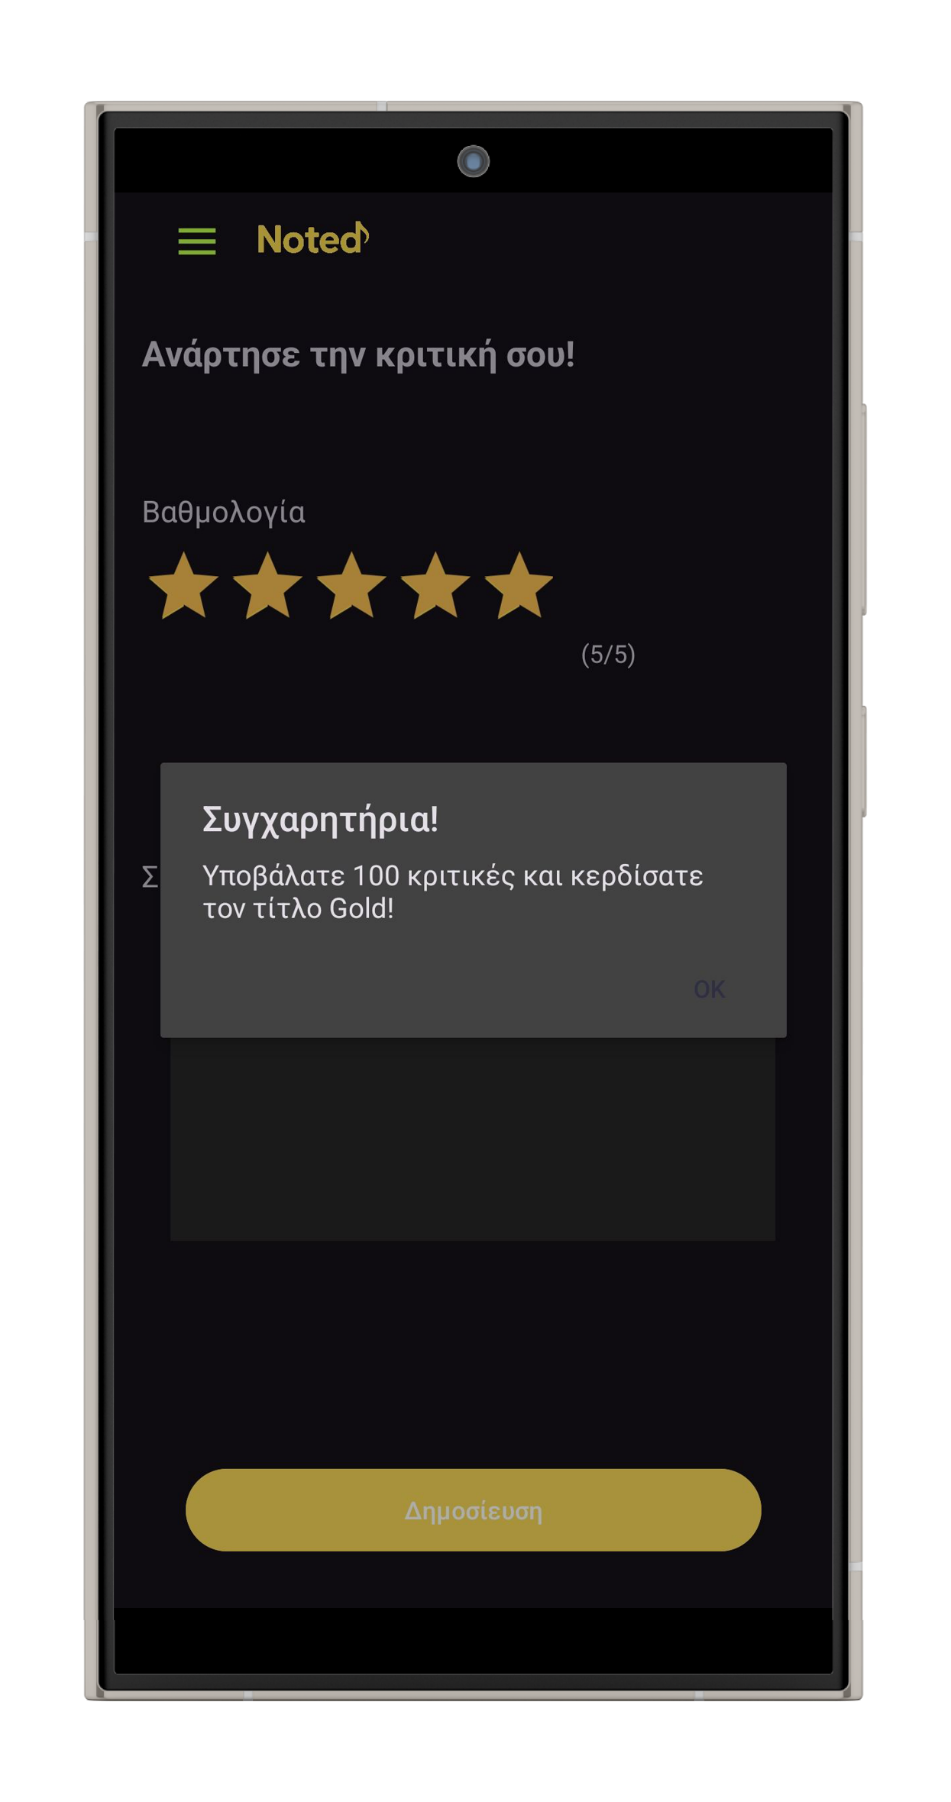 Noted
Ανάρτησε την κριτική σου!
Βαθμολογία
(5/5)
Συγχαρητήρια!
Σ
Υποβάλατε 100 κριτικές και κερδίσατε
τον τίτλο Gold!
OK
Δημοσίευση